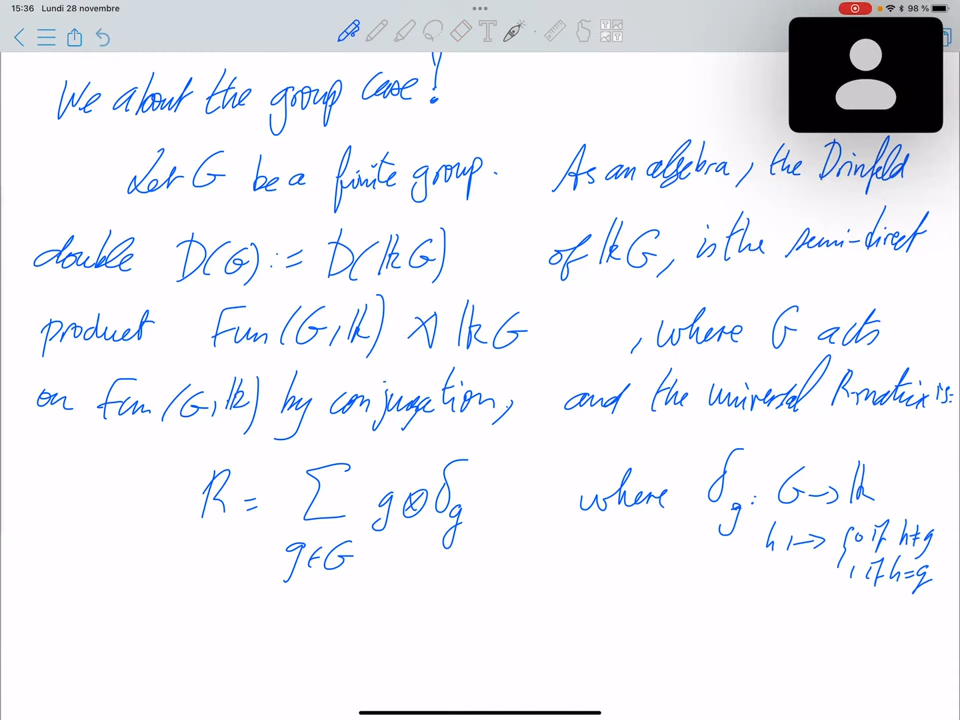 15:36 Lundi 28 novembre
98 %
We about the group case!
Let G be a finite group. As an algebra, the Drinfeld
double D(G) := D(𝕜G) of 𝕜G, is the semi-direct
product Fun(G,𝕜) ⋊ 𝕜G , where G acts
on Fun(G,𝕜) by conjugation, and the universal R-matrix is:
R = ∑ g⊗δ_g where δ_g : G → 𝕜
g∈G h ↦ { 0 if h≠g
1 if h=g